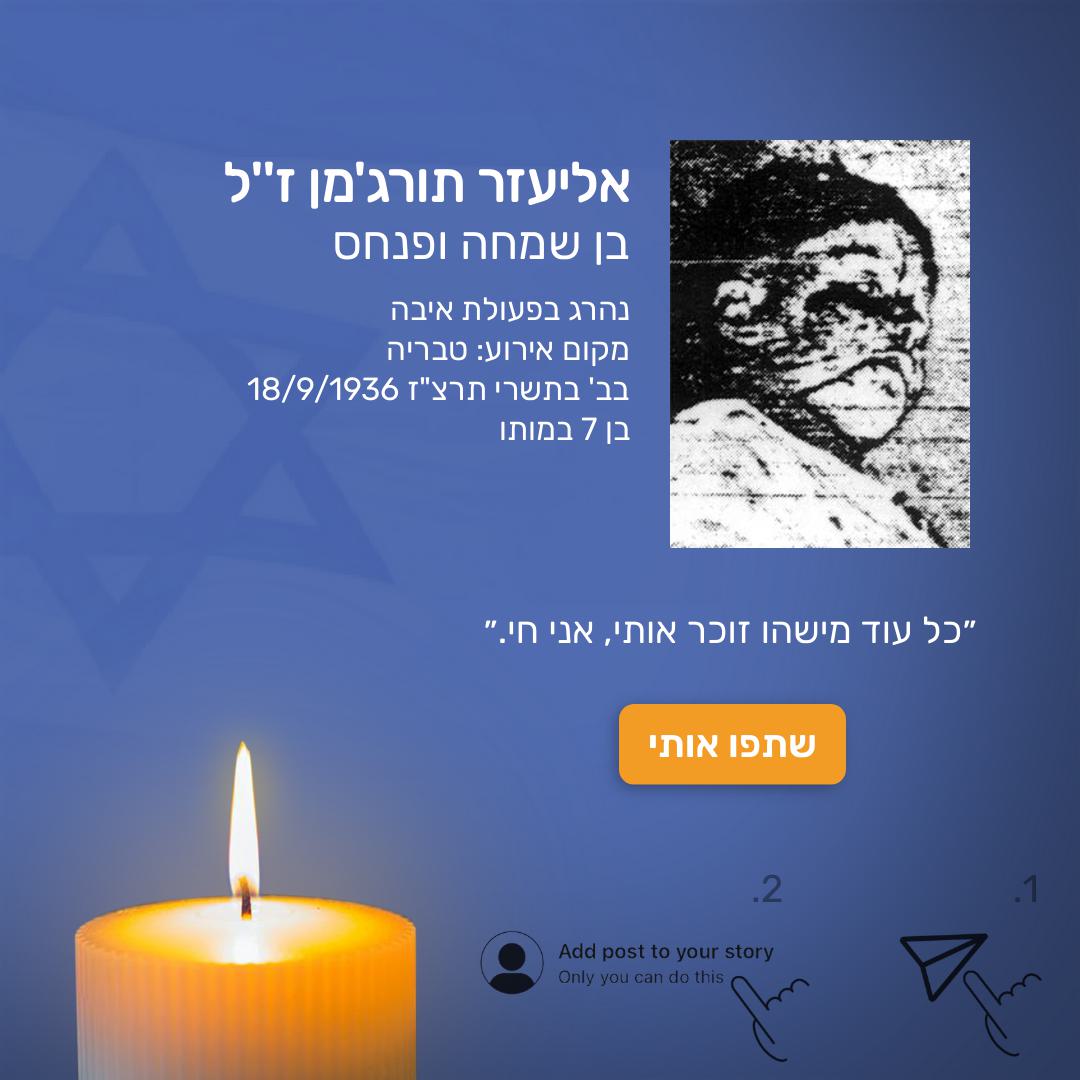 אליעזר תורג'מן ז''ל
בן שמחה ופנחס
נהרג בפעולת איבה
מקום אירוע: טבריה
בב' בתשרי תרצ"ז 18/9/1936
בן 7 במותו
״כל עוד מישהו זוכר אותי, אני חי.״
שתפו אותי
1.
2.
Add post to your story
Only you can do this